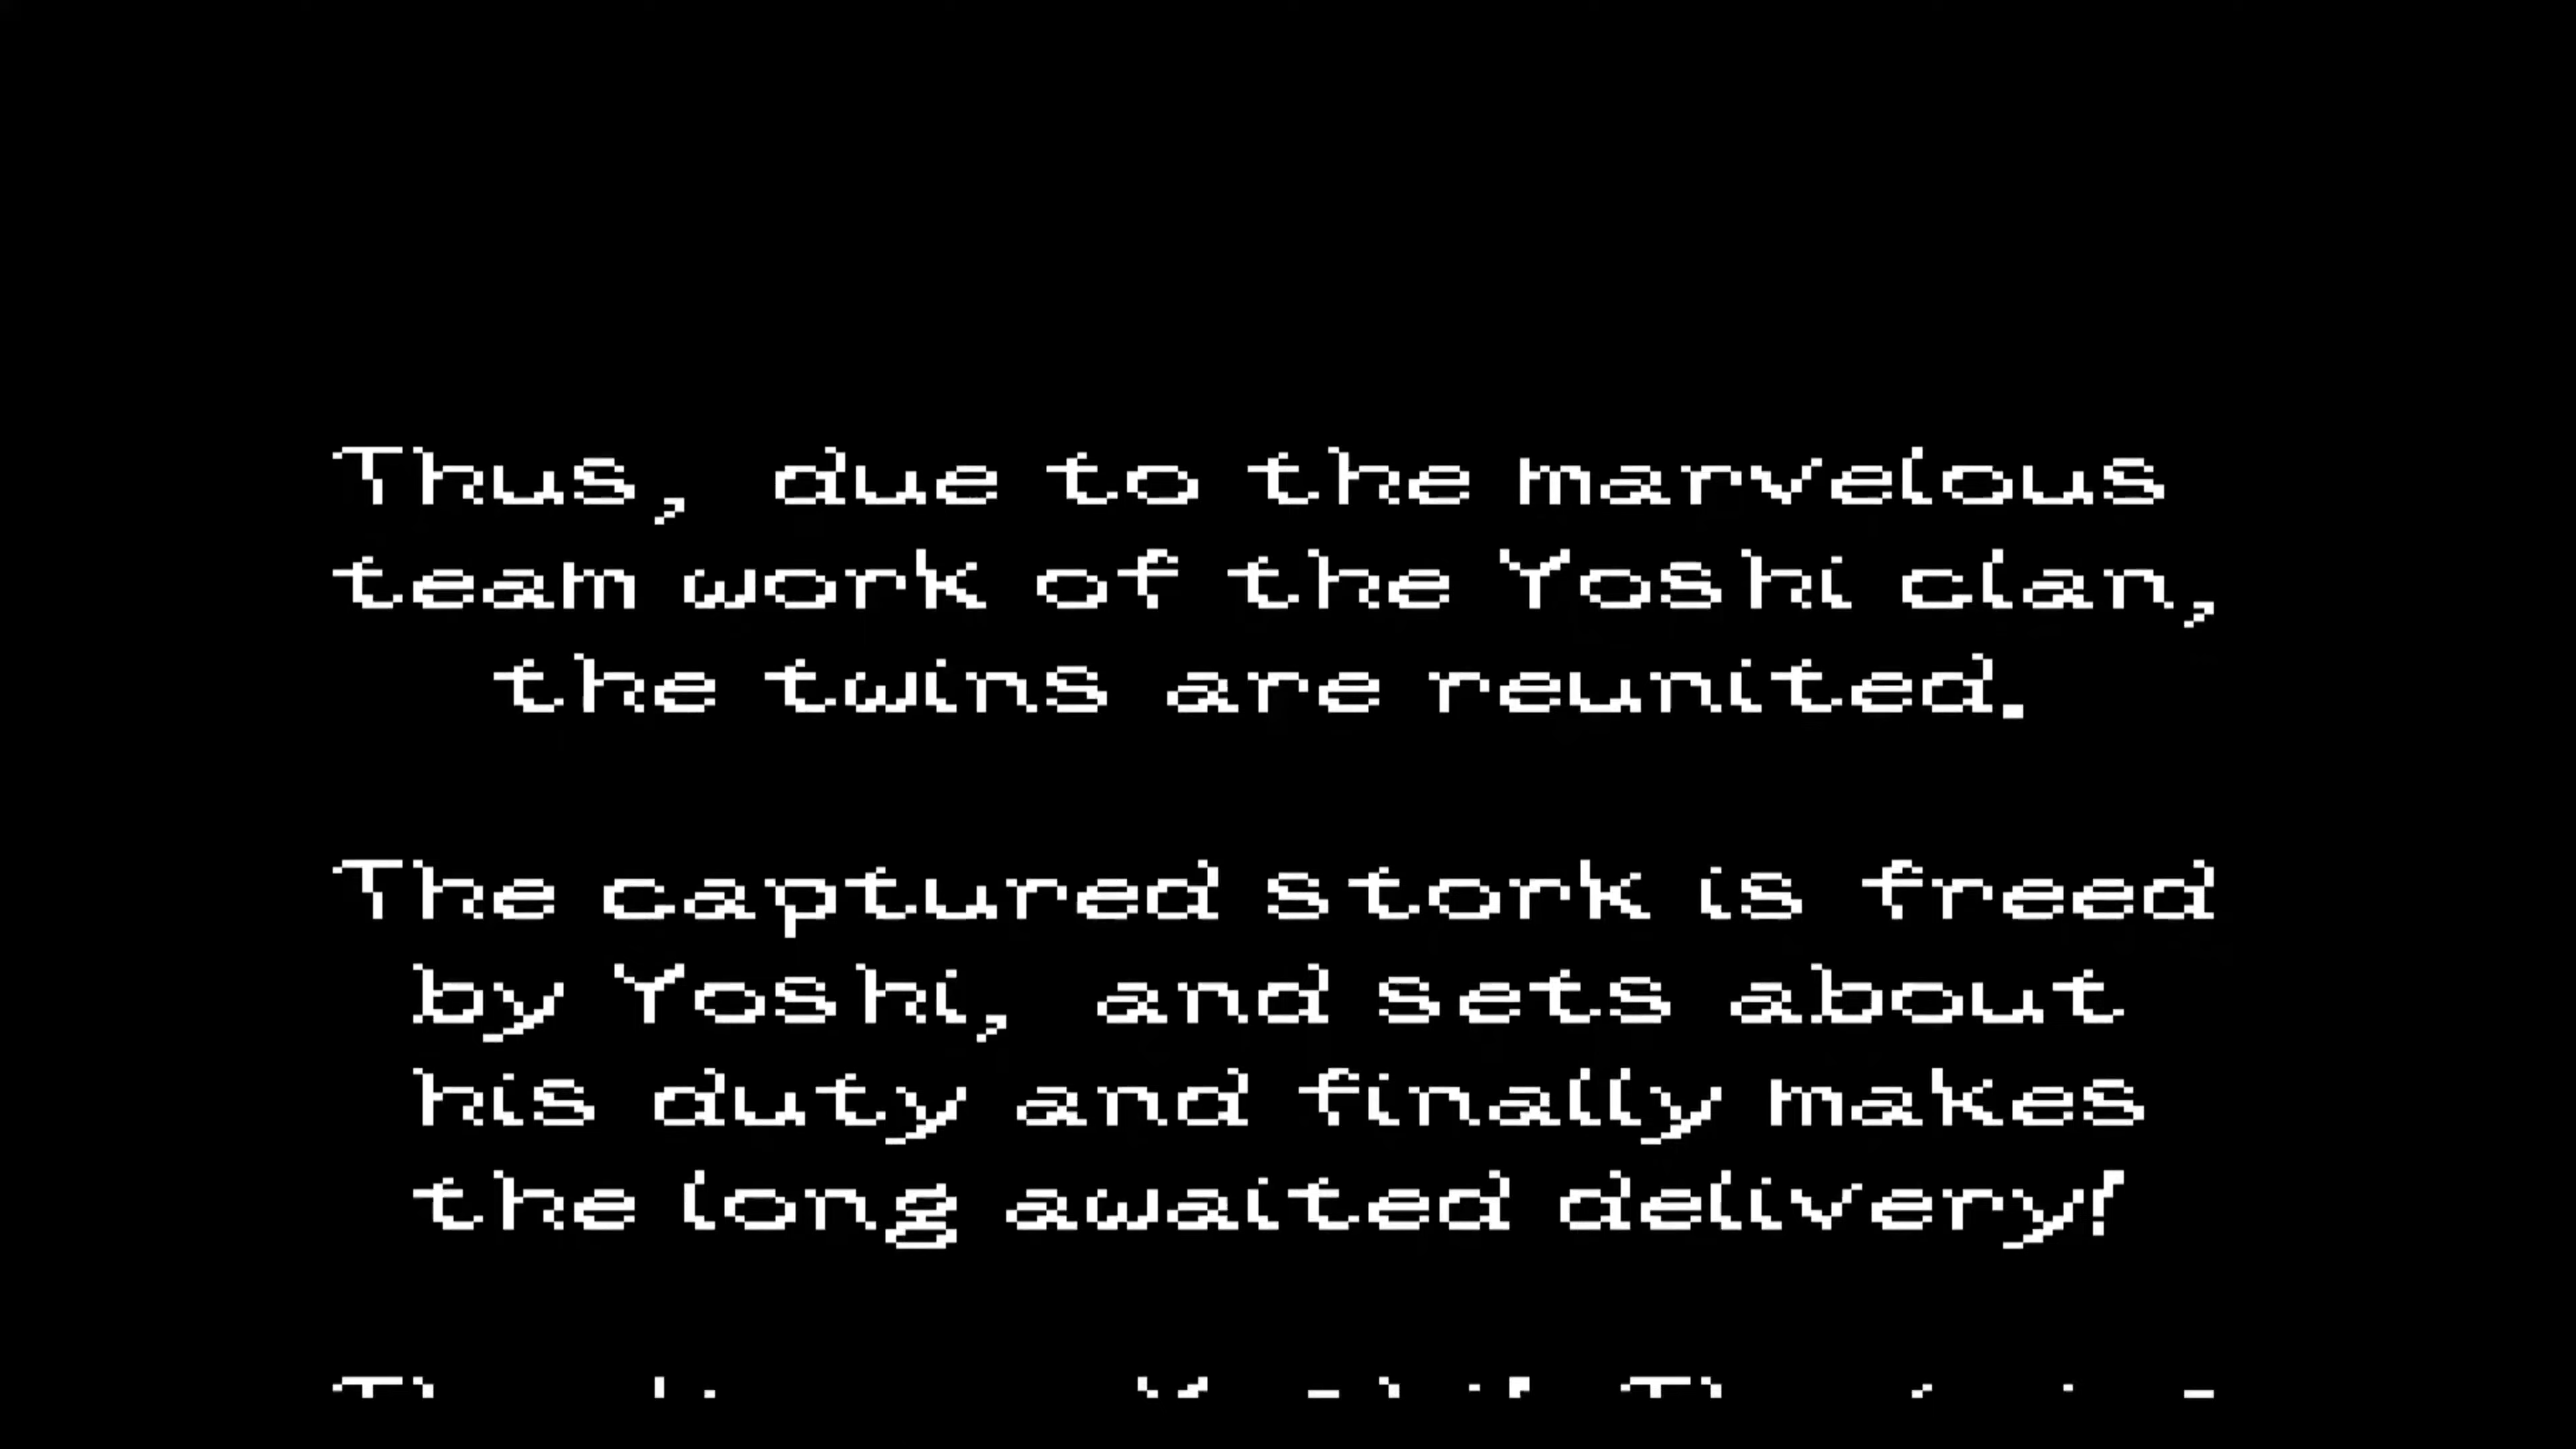 Thus, due to the marvelous
team work of the Yoshi clan,
the twins are reunited.
The captured stork is freed
by Yoshi, and sets about
his duty and finally makes
the long awaited delivery!